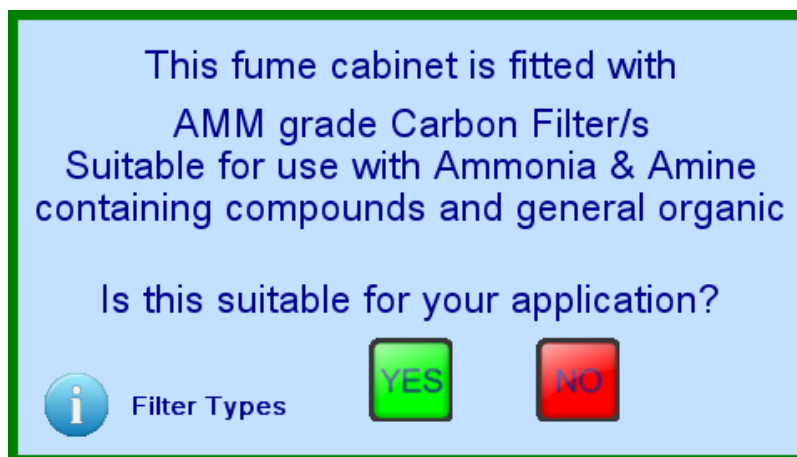 This fume cabinet is fitted with
AMM grade Carbon Filter/s
Suitable for use with Ammonia & Amine
containing compounds and general organic
Is this suitable for your application?
YES
NO
i
Filter Types